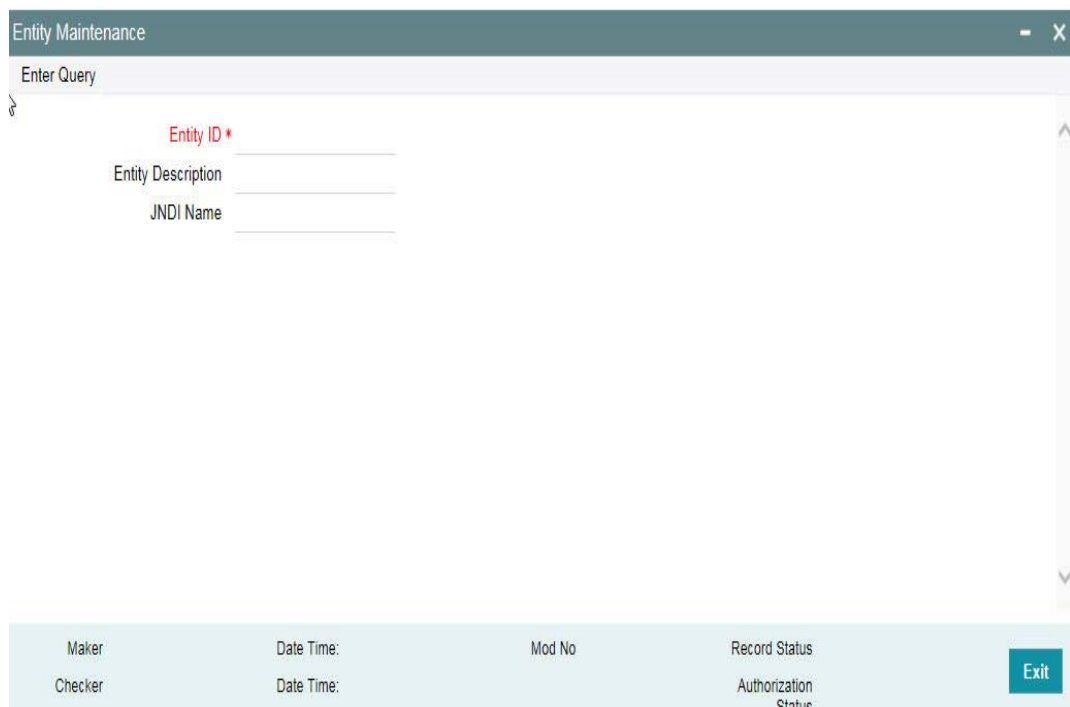 Entity Maintenance
Enter Query
Entity ID *
Entity Description
JNDI Name
Maker Date Time: Mod No Record Status
Checker Date Time: Authorization
Status
Exit